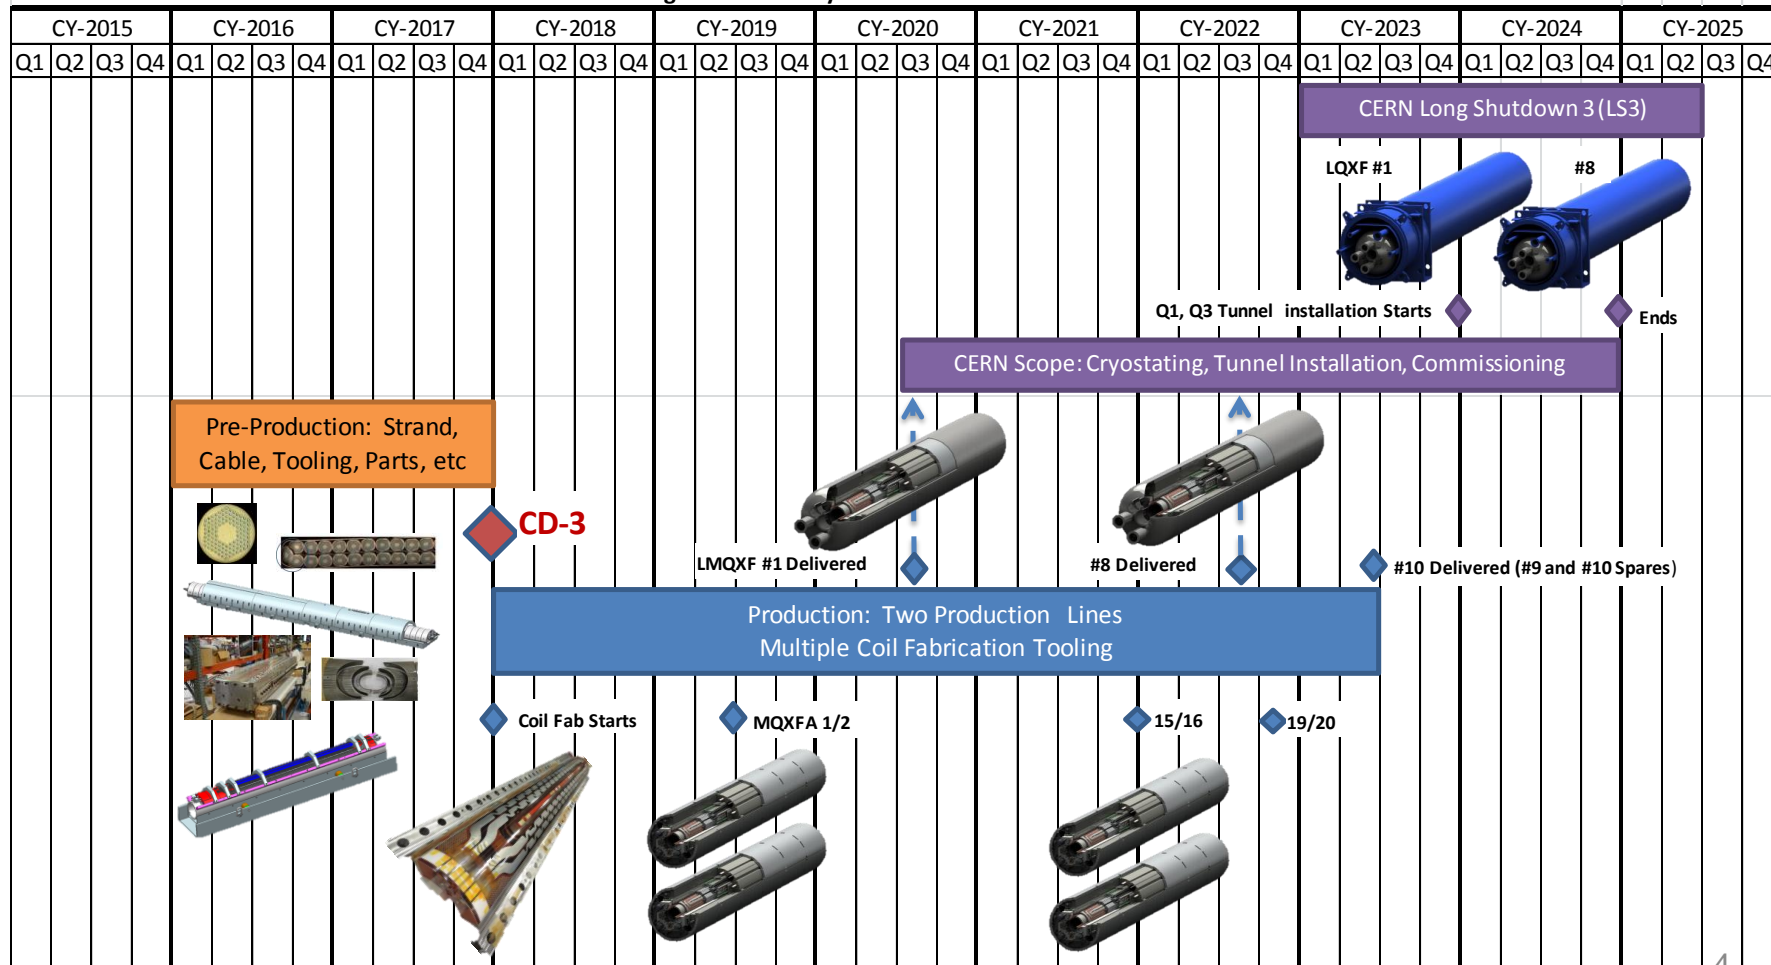 CY-2015 CY-2016 CY-2017 CY-2018 CY-2019 CY-2020 CY-2021 CY-2022 CY-2023 CY-2024 CY-2025
Q1 Q2 Q3 Q4 Q1 Q2 Q3 Q4 Q1 Q2 Q3 Q4 Q1 Q2 Q3 Q4 Q1 Q2 Q3 Q4 Q1 Q2 Q3 Q4 Q1 Q2 Q3 Q4 Q1 Q2 Q3 Q4 Q1 Q2 Q3 Q4 Q1 Q2 Q3 Q4 Q1 Q2 Q3 Q4
CERN Long Shutdown 3 (LS3)
LQXF #1 #8
Q1, Q3 Tunnel installation Starts
Ends
CERN Scope: Cryostating, Tunnel Installation, Commissioning
Pre-Production: Strand,
Cable, Tooling, Parts, etc
CD-3
LMQXF #1 Delivered
#8 Delivered
#10 Delivered (#9 and #10 Spares)
Production: Two Production Lines
Multiple Coil Fabrication Tooling
Coil Fab Starts
MQXFA 1/2
15/16
19/20